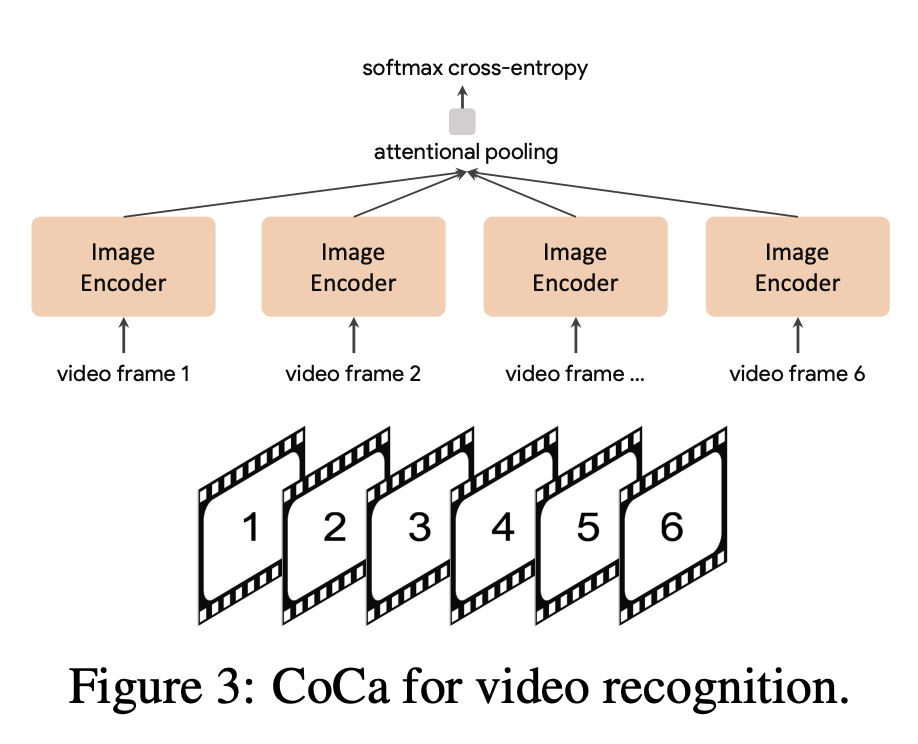 softmax cross-entropy
attentional pooling
Image Encoder
Image Encoder
Image Encoder
Image Encoder
video frame 1
video frame 2
video frame ...
video frame 6
1
2
3
4
5
6
Figure 3: CoCa for video recognition.